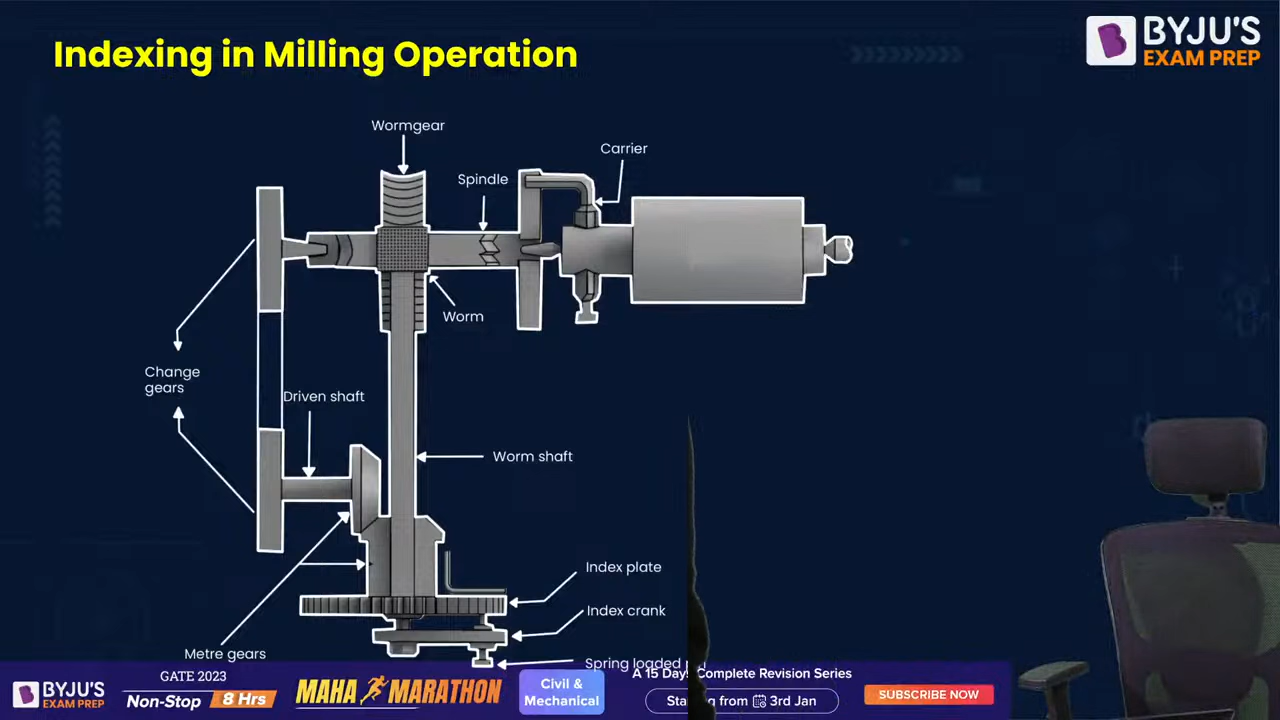 Indexing in Milling Operation
BYJU'S
EXAM PREP
Wormgear
Carrier
Spindle
Worm
Change
gears
Driven shaft
Worm shaft
Index plate
Index crank
Metre gears
Spring loaded
BYJU'S
EXAM PREP
GATE 2023
Non-Stop 8 Hrs
MAHA MARATHON
Civil &
Mechanical
A 15 Days Complete Revision Series
from 3rd Jan
SUBSCRIBE NOW